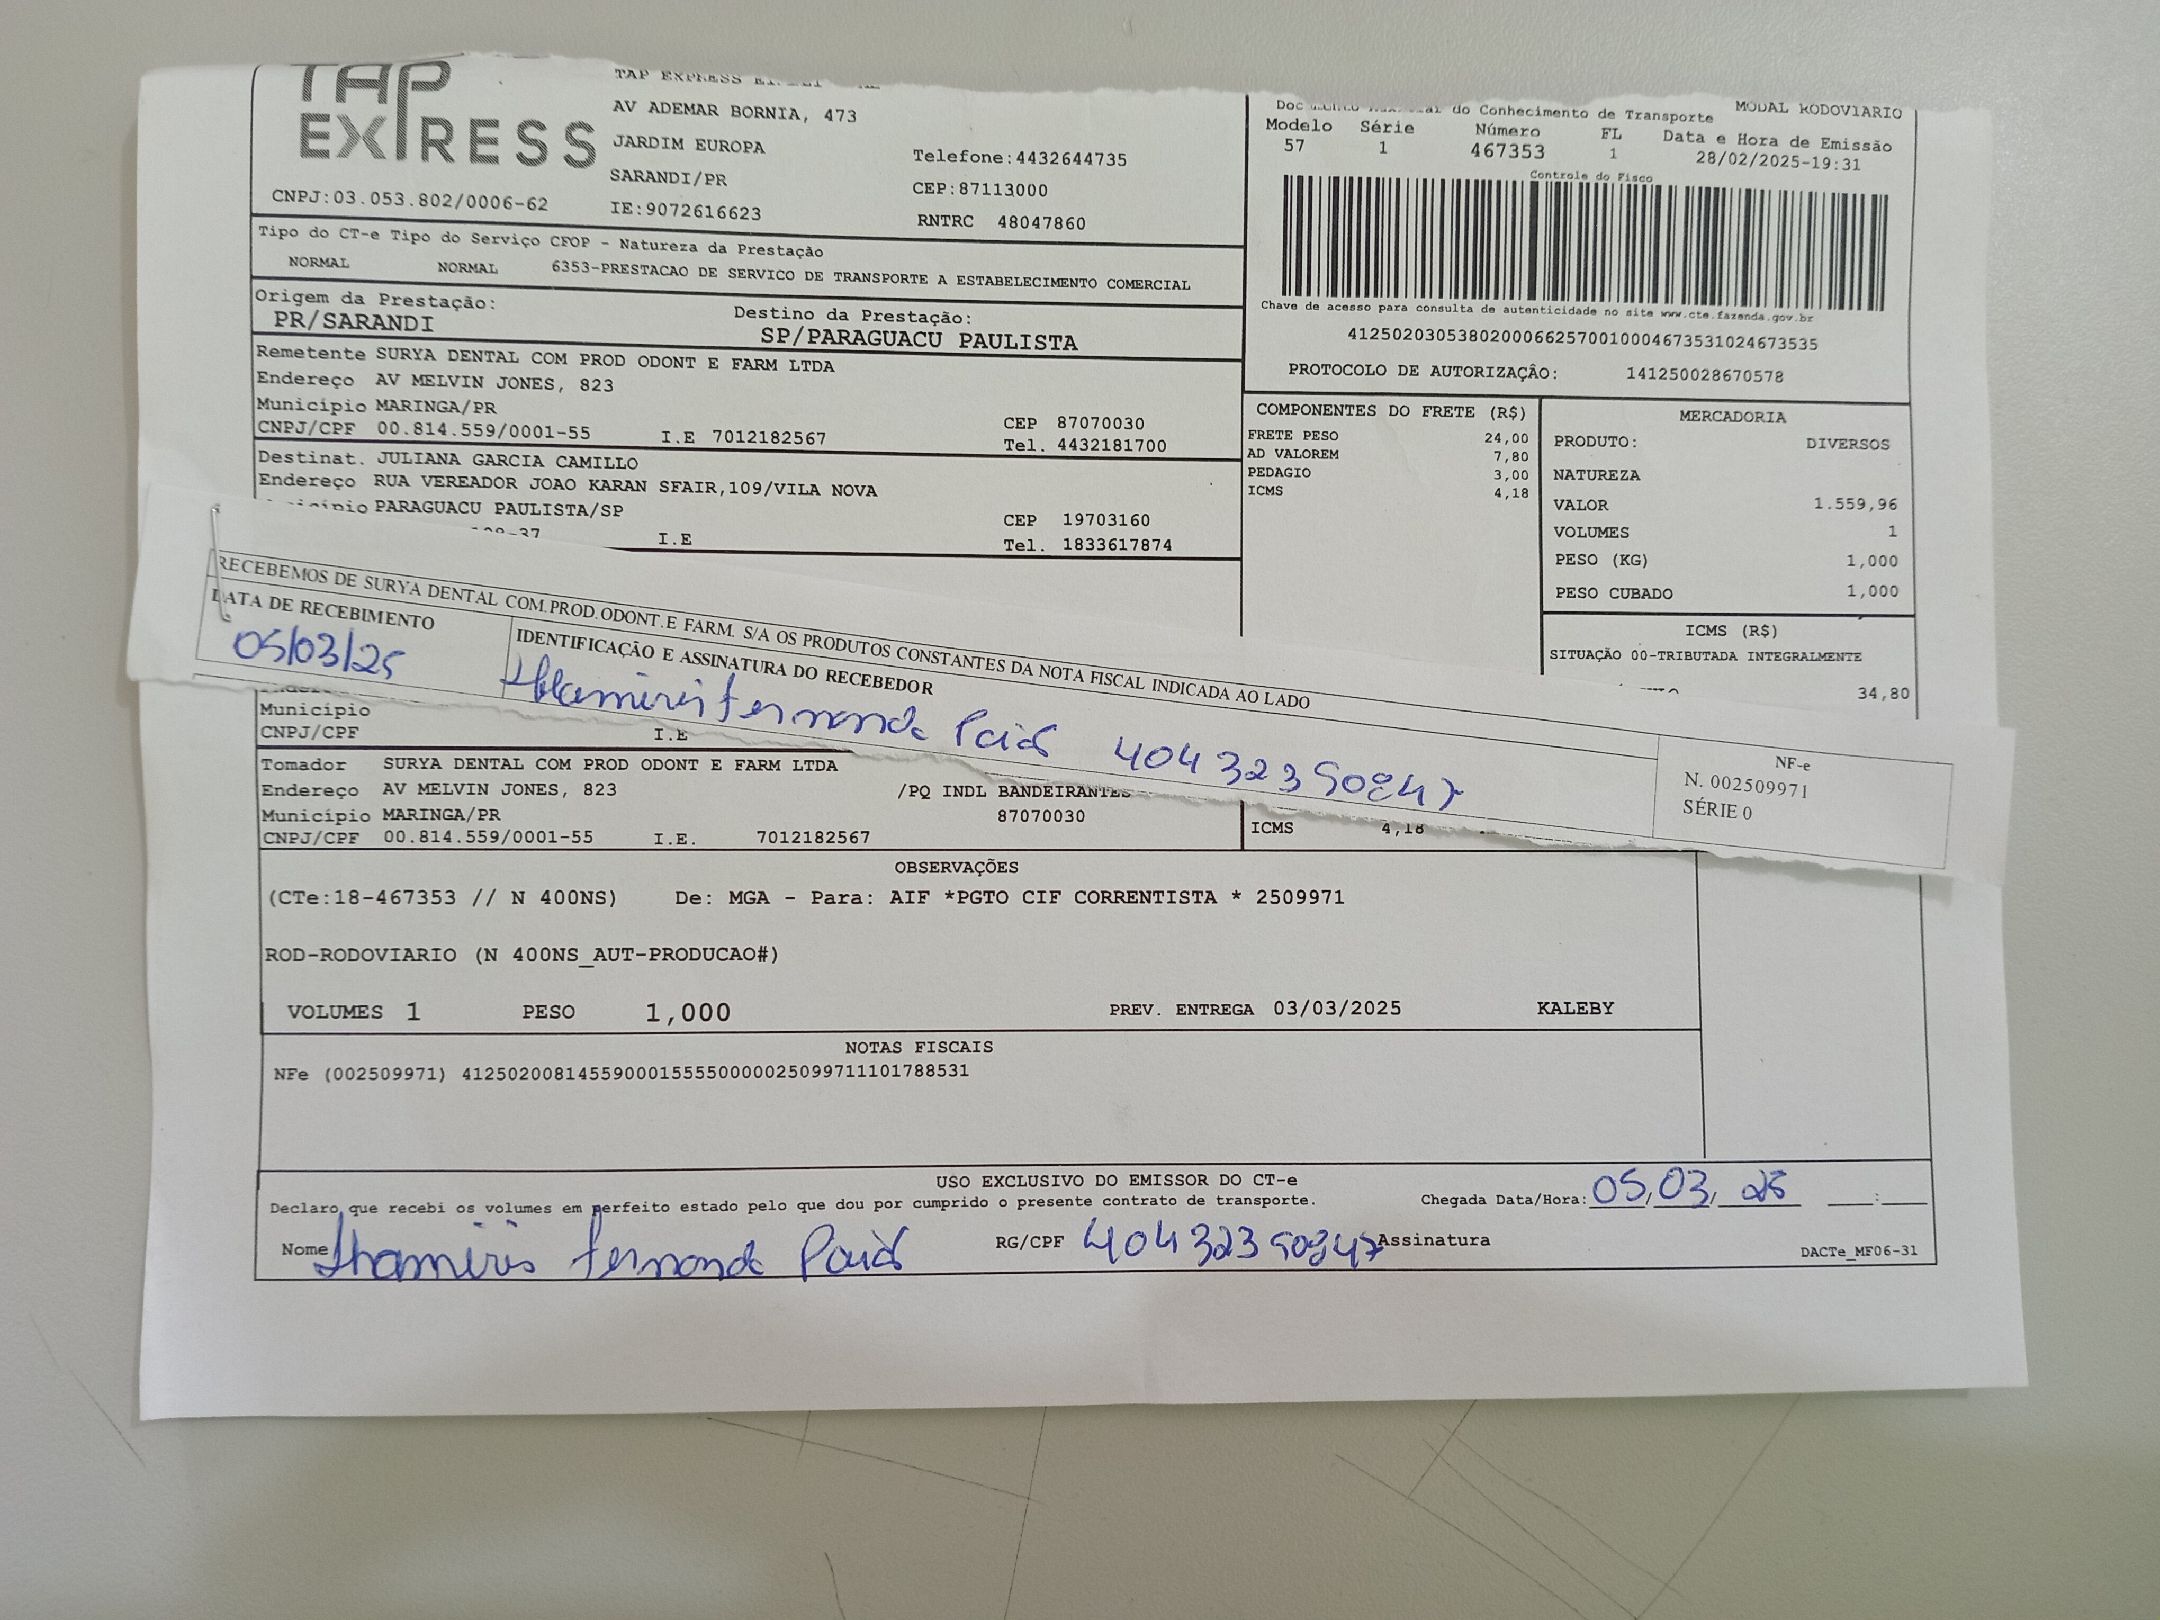 TAP EXPRESS
TAP EXPRESS
AV ADEMAR BORNIA, 473
JARDIM EUROPA
SARANDI/PR
IE:9072616623
CNPJ:03.053.802/0006-62
Telefone:4432644735
CEP:87113000
RNTRC 48047860
do Conhecimento de Transporte MODAL RODOVIARIO
Modelo Série Número FL Data e Hora de Emissão
57 1 467353 1 28/02/2025-19:31
Controle do Fisco
Chave de acesso para consulta de autenticidade no site www.cte.fazenda.gov.br
41250203053802000662570010004673531024673535
PROTOCOLO DE AUTORIZAÇÃO: 141250028670578
Tipo do CT-e Tipo do Serviço CFOP - Natureza da Prestação
NORMAL NORMAL 6353-PRESTACAO DE SERVICO DE TRANSPORTE A ESTABELECIMENTO COMERCIAL
Origem da Prestação: Destino da Prestação:
PR/SARANDI SP/PARAGUACU PAULISTA
Remetente SURYA DENTAL COM PROD ODONT E FARM LTDA
Endereço AV MELVIN JONES, 823
Município MARINGA/PR CEP 87070030
CNPJ/CPF 00.814.559/0001-55 I.E 7012182567 Tel. 4432181700
Destinat. JULIANA GARCIA CAMILLO
Endereço RUA VEREADOR JOAO KARAN SFAIR,109/VILA NOVA
PARAGUACU PAULISTA/SP CEP 19703160
I.E Tel. 1833617874
COMPONENTES DO FRETE (R$)
FRETE PESO 24,00
AD VALOREM 7,80
PEDAGIO 3,00
ICMS 4,18
MERCADORIA
PRODUTO: DIVERSOS
NATUREZA
VALOR 1.559,96
VOLUMES 1
PESO (KG) 1,000
PESO CUBADO 1,000
ICMS (R$)
SITUAÇÃO 00-TRIBUTADA INTEGRALMENTE
34,80
RECEBEMOS DE SURYA DENTAL COM.PROD.ODONT.E FARM. S/A OS PRODUTOS CONSTANTES DA NOTA FISCAL INDICADA AO LADO
DATA DE RECEBIMENTO IDENTIFICAÇÃO E ASSINATURA DO RECEBEDOR
05/03/25 Thamiris Fernanda Pais 40432350847
NF-e
N. 002509971
SÉRIE 0
Município
CNPJ/CPF I.E
Tomador SURYA DENTAL COM PROD ODONT E FARM LTDA
Endereço AV MELVIN JONES, 823 /PQ INDL BANDEIRANTES
Município MARINGA/PR 87070030
CNPJ/CPF 00.814.559/0001-55 I.E. 7012182567
ICMS 4,18
OBSERVAÇÕES
(CTe:18-467353 // N 400NS) De: MGA - Para: AIF *PGTO CIF CORRENTISTA * 2509971
ROD-RODOVIARIO (N 400NS_AUT-PRODUCAO#)
VOLUMES 1 PESO 1,000 PREV. ENTREGA 03/03/2025 KALEBY
NOTAS FISCAIS
NFe (002509971) 41250200814559000155550000025099711101788531
USO EXCLUSIVO DO EMISSOR DO CT-e
Declaro que recebi os volumes em perfeito estado pelo que dou por cumprido o presente contrato de transporte. Chegada Data/Hora: 05/03/25 :
Nome Thamiris Fernanda Pais RG/CPF 40432350847 Assinatura
DACTe_MF06-31